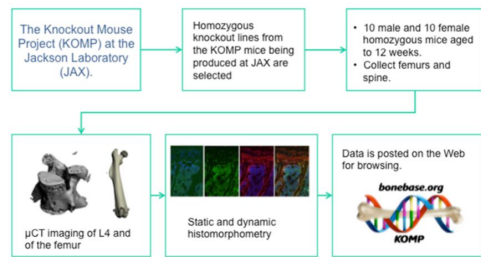 The Knockout Mouse
Project (KOMP) at the
Jackson Laboratory
(JAX).
Homozygous
knockout lines from
the KOMP mice being
produced at JAX are
selected
• 10 male and 10 female
homozygous mice aged
to 12 weeks.
• Collect femurs and
spine.
µCT imaging of L4 and
of the femur
Static and dynamic
histomorphometry
Data is posted on the Web
for browsing.
bonebase.org
KOMP